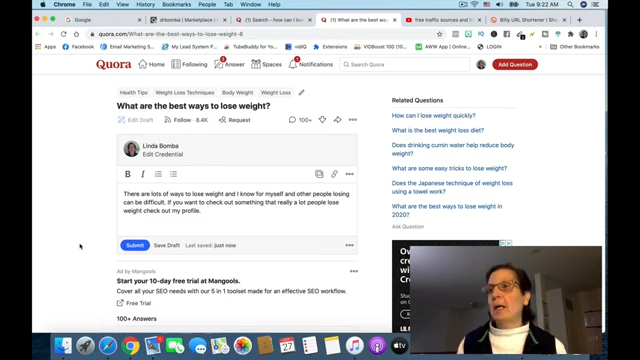 Chrome File Edit View History Bookmarks People Tab Window Help
Tue 9:22 AM
Google
drbomba | Marketplace |
(1) Search - how can I lose
(1) What are the best ways to
free traffic sources and
Bitly URL Shortener | Sh
quora.com/What-are-the-best-ways-to-lose-weight-8
Apps
Facebook
Email Marketing S
TubeBuddy for You
vidIQ
Extensions
VIDBoost 100 | 10
AWW App | Online
LOGIN
Other Bookmarks
Quora
Home
Following
Answer
Spaces
Notifications
Search Quora
Add Question
Health Tips
Weight Loss Techniques
Body Weight
Weight Loss
What are the best ways to lose weight?
Edit Draft
Follow · 8.4K
Request
100+
Linda Bomba
Edit Credential
B I
There are lots of ways to lose weight and I know for myself and other people losing
can be difficult. If you want to check out something that really a lot people lose
weight check out my profile.
Submit
Save Draft
Last saved: just now
Ad by Mangools
Start your 10-day free trial at Mangools.
Cover all your SEO needs with our 5 in 1 toolset made for an effective SEO workflow.
Free Trial
100+ Answers
Related Questions
How can I lose weight quickly?
What is the best weight loss diet?
Does drinking cumin water help reduce body
weight?
What are some easy tricks to lose weight?
Does the Japanese technique of weight loss
using a towel work?
What are the best ways to lose weight in
2020?
Ask Question
27
tv